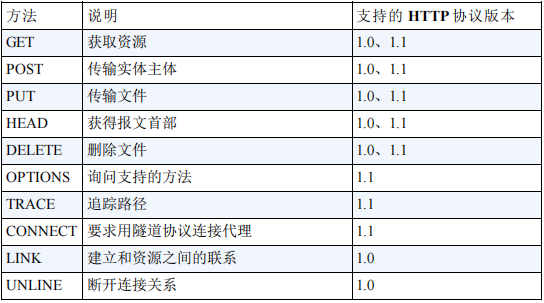 方法 说明 支持的 HTTP 协议版本
GET 获取资源 1.0、1.1
POST 传输实体主体 1.0、1.1
PUT 传输文件 1.0、1.1
HEAD 获得报文首部 1.0、1.1
DELETE 删除文件 1.0、1.1
OPTIONS 询问支持的方法 1.1
TRACE 追踪路径 1.1
CONNECT 要求用隧道协议连接代理 1.1
LINK 建立和资源之间的联系 1.0
UNLINE 断开连接关系 1.0